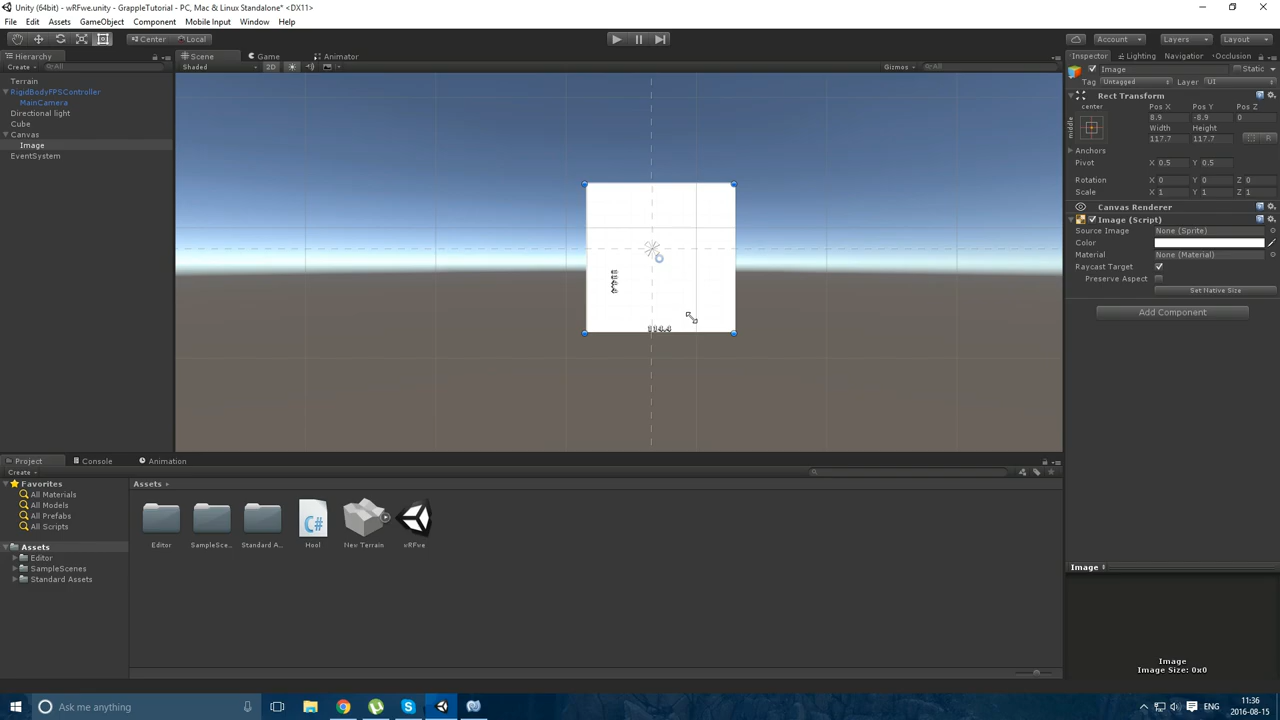 Unity (64bit) - wRFwe.unity - GrappleTutorial - PC, Mac & Linux Standalone* <DX11>
File Edit Assets GameObject Component Mobile Input Window Help
Center Local Account Layers Layout
Hierarchy Scene Game Animator Inspector Lighting Navigator Occlusion
Create All Shaded 2D Gizmos All Image Static
Tag Untagged Layer UI
Terrain
RigidBodyFPSController
MainCamera
Directional light
Cube
Canvas
Image
EventSystem
Rect Transform
center Pos X Pos Y Pos Z
middle 8.9 -8.9 0
Width Height
117.7 117.7 R
Anchors
Pivot X 0.5 Y 0.5
Rotation X 0 Y 0 Z 0
Scale X 1 Y 1 Z 1
Canvas Renderer
Image (Script)
Source Image None (Sprite)
Color
Material None (Material)
Raycast Target
Preserve Aspect
Set Native Size
Add Component
114.4
Project Console Animation
Create
Favorites
All Materials
All Models
All Prefabs
All Scripts
Assets
Editor
SampleScenes
Standard Assets
Assets
C#
Editor SampleSce... Standard A... Hool New Terrain wRFwe
Image
Image
Image Size: 0x0
Ask me anything
ENG
11:36
2016-08-15